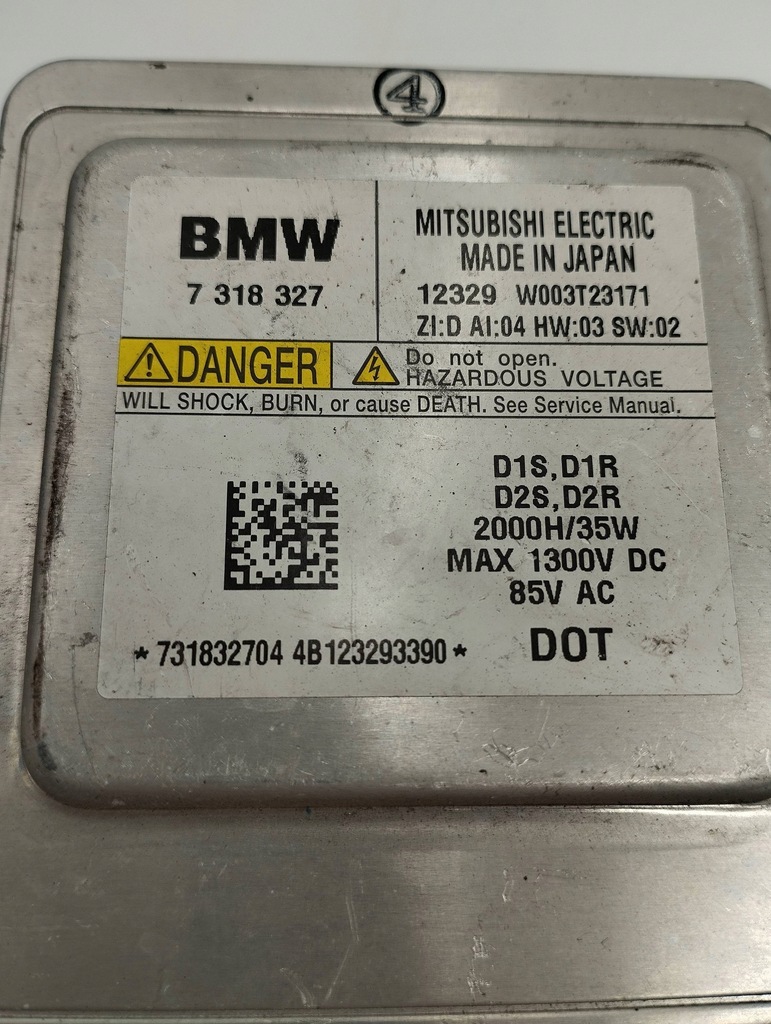 4
BMW
7 318 327
MITSUBISHI ELECTRIC
MADE IN JAPAN
12329 W003T23171
ZI:D AI:04 HW:03 SW:02
DANGER
Do not open.
HAZARDOUS VOLTAGE
WILL SHOCK, BURN, or cause DEATH. See Service Manual.
D1S,D1R
D2S,D2R
2000H/35W
MAX 1300V DC
85V AC
*731832704 4B123293390*
DOT